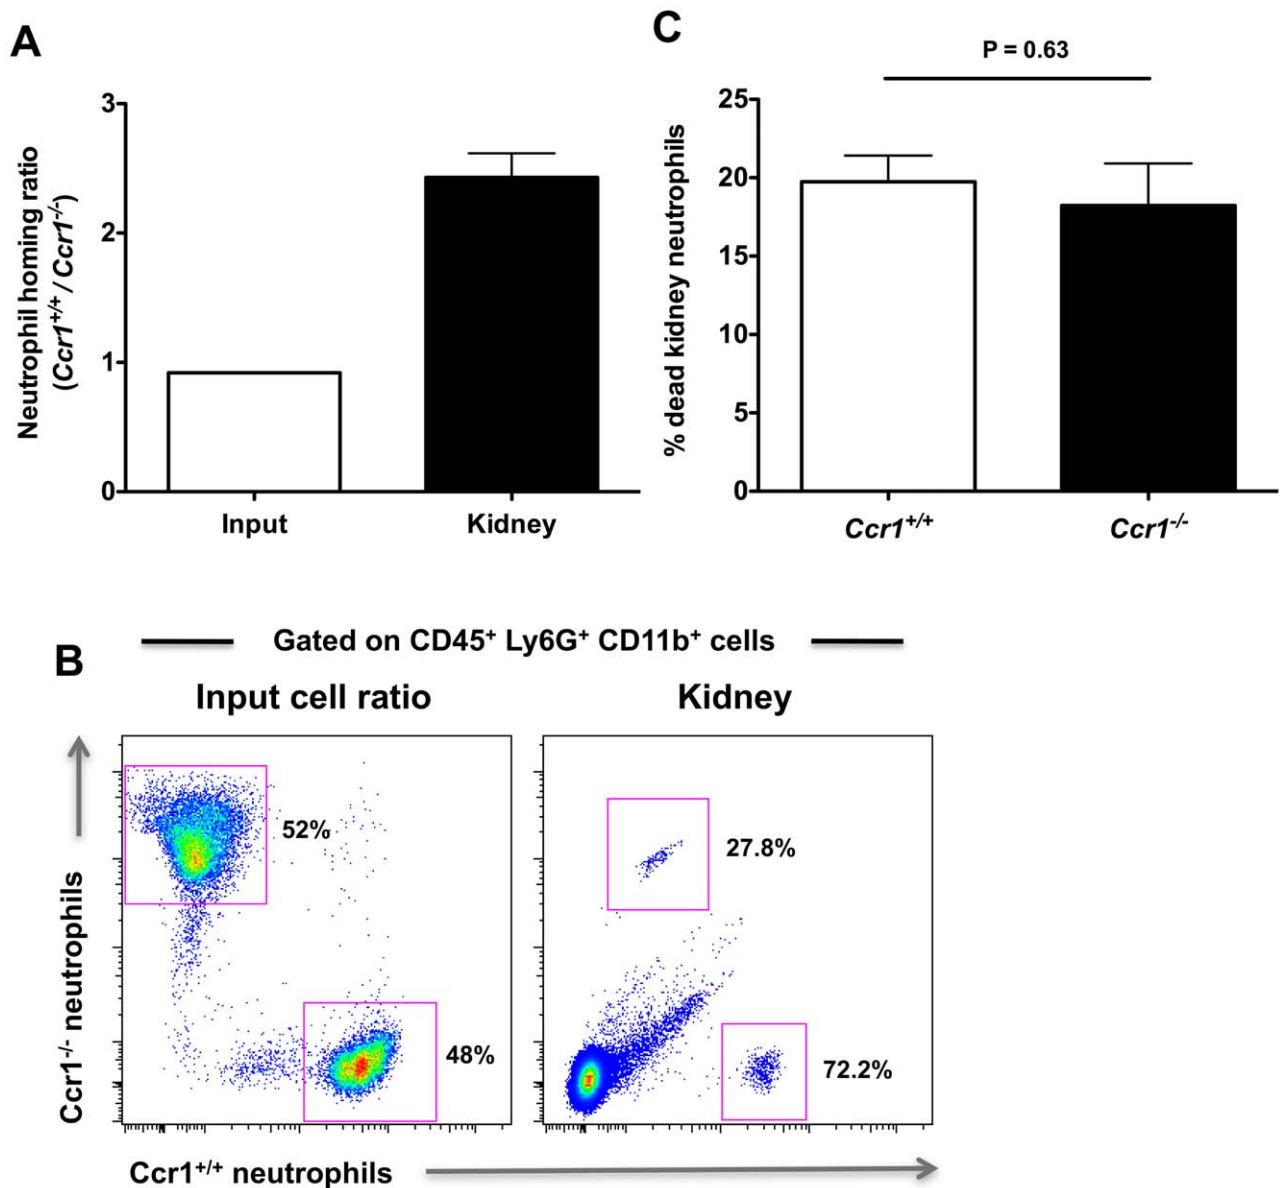 A
3
2
1
0
Neutrophil homing ratio
(Ccr1+/+ / Ccr1-/-)
Input Kidney
C
P = 0.63
25
20
15
10
5
0
% dead kidney neutrophils
Ccr1+/+ Ccr1-/-
B
Gated on CD45+ Ly6G+ CD11b+ cells
Input cell ratio Kidney
52%
48%
27.8%
72.2%
Ccr1-/- neutrophils
Ccr1+/+ neutrophils